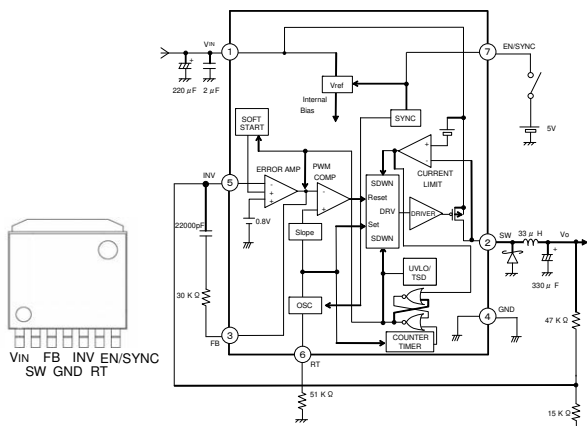 VIN
1
220 μF
2 μF
Vref
Internal
Bias
7
EN/SYNC
SYNC
5V
SOFT
START
INV
5
ERROR AMP
PWM
COMP
+
-
CURRENT
LIMIT
SDWN
Reset
DRV
DRIVER
Set
SDWN
0.8V
22000pF
Slope
SW
33 μ H
Vo
2
330 μ F
UVLO/
TSD
30 K Ω
OSC
GND
4
47 K Ω
3
FB
COUNTER
TIMER
6
RT
51 K Ω
15 K Ω
VIN FB INV EN/SYNC
SW GND RT